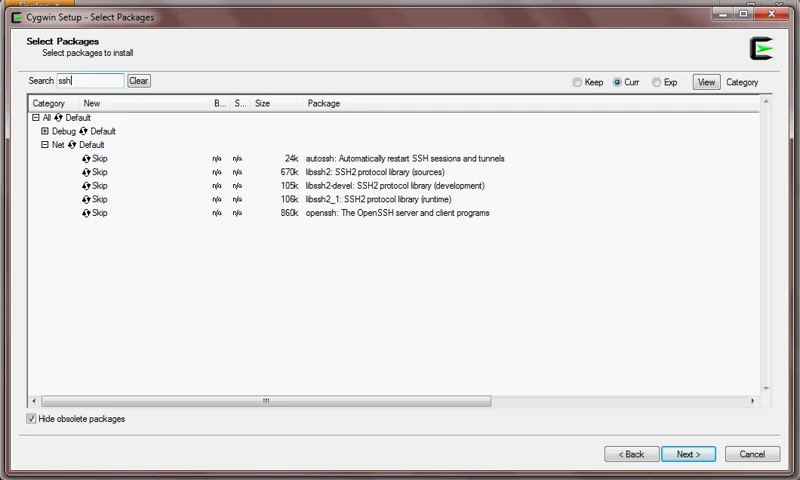 Cygwin Setup - Select Packages
Select Packages
Select packages to install
Search ssh Clear Keep Curr Exp View Category
Category New B... S... Size Package
All Default
Debug Default
Net Default
Skip n/a n/a 24k autossh: Automatically restart SSH sessions and tunnels
Skip n/a n/a 670k libssh2: SSH2 protocol library (sources)
Skip n/a n/a 105k libssh2-devel: SSH2 protocol library (development)
Skip n/a n/a 106k libssh2_1: SSH2 protocol library (runtime)
Skip n/a n/a 860k openssh: The OpenSSH server and client programs
Hide obsolete packages
< Back Next > Cancel